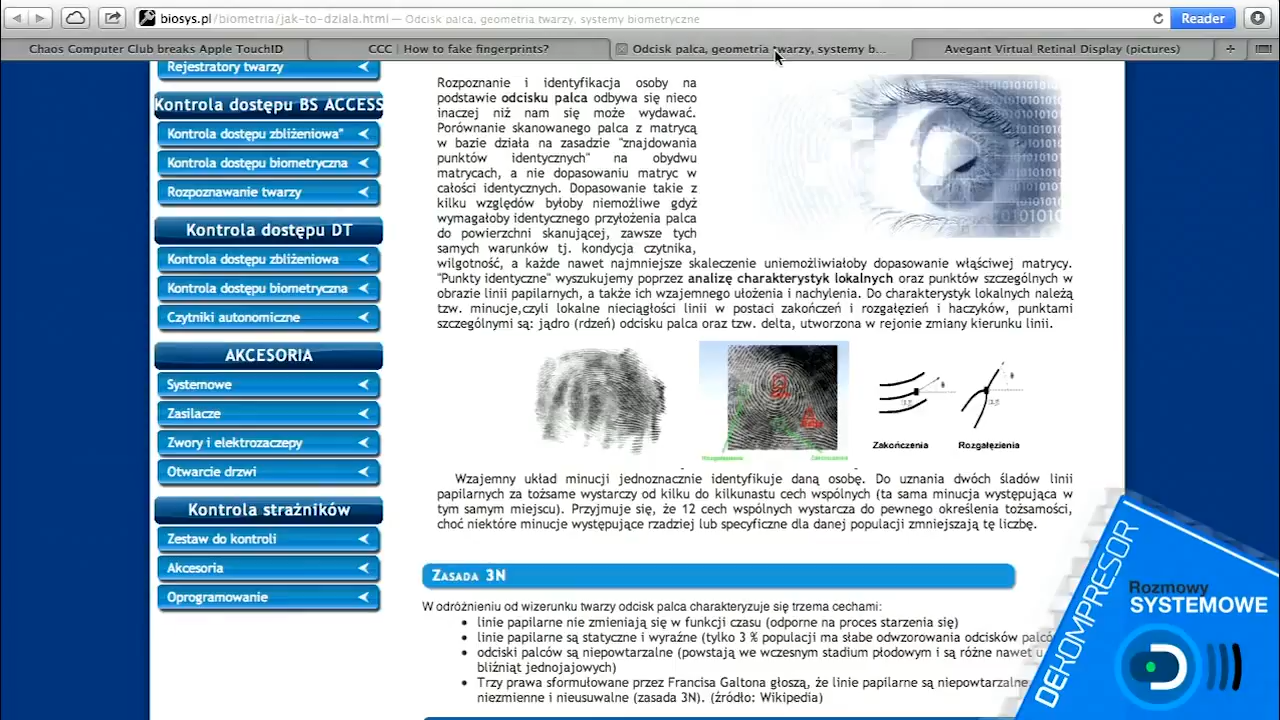 biosys.pl/biometria/jak-to-dziala.html — Odcisk palca, geometria twarzy, systemy biometryczne
Reader
Chaos Computer Club breaks Apple TouchID
CCC | How to fake fingerprints?
Odcisk palca, geometria twarzy, systemy b...
Avegant Virtual Retinal Display (pictures)
Rejestratory twarzy
Kontrola dostępu BS ACCESS
Kontrola dostępu zbliżeniowa"
Kontrola dostępu biometryczna
Rozpoznawanie twarzy
Kontrola dostępu DT
Kontrola dostępu zbliżeniowa
Kontrola dostępu biometryczna
Czytniki autonomiczne
AKCESORIA
Systemowe
Zasilacze
Zwory i elektrozaczepy
Otwarcie drzwi
Kontrola strażników
Zestaw do kontroli
Akcesoria
Oprogramowanie
Rozpoznanie i identyfikacja osoby na
podstawie odcisku palca odbywa się nieco
inaczej niż nam się może wydawać.
Porównanie skanowanego palca z matrycą
w bazie działa na zasadzie "znajdowania
punktów identycznych" na obydwu
matrycach, a nie dopasowaniu matryc w
całości identycznych. Dopasowanie takie z
kilku względów byłoby niemożliwe gdyż
wymagałoby identycznego przyłożenia palca
do powierzchni skanującej, zawsze tych
samych warunków tj. kondycja czytnika,
wilgotność, a każde nawet najmniejsze skaleczenie uniemożliwiałoby dopasowanie właściwej matrycy.
"Punkty identyczne" wyszukujemy poprzez analizę charakterystyk lokalnych oraz punktów szczególnych w
obrazie linii papilarnych, a także ich wzajemnego ułożenia i nachylenia. Do charakterystyk lokalnych należą
tzw. minucje,czyli lokalne nieciągłości linii w postaci zakończeń i rozgałęzień i haczyków, punktami
szczególnymi są: jądro (rdzeń) odcisku palca oraz tzw. delta, utworzona w rejonie zmiany kierunku linii.
Zakończenia
Rozgałęzienia
Wzajemny układ minucji jednoznacznie identyfikuje daną osobę. Do uznania dwóch śladów linii
papilarnych za tożsame wystarczy od kilku do kilkunastu cech wspólnych (ta sama minucja występująca w
tym samym miejscu). Przyjmuje się, że 12 cech wspólnych wystarcza do pewnego określenia tożsamości,
choć niektóre minucje występujące rzadziej lub specyficzne dla danej populacji zmniejszają tę liczbę.
ZASADA 3N
W odróżnieniu od wizerunku twarzy odcisk palca charakteryzuje się trzema cechami:
linie papilarne nie zmieniają się w funkcji czasu (odporne na proces starzenia się)
linie papilarne są statyczne i wyraźne (tylko 3 % populacji ma słabe odwzorowania odcisków
odciski palców są niepowtarzalne (powstają we wczesnym stadium płodowym i są różne nawet u
bliźniąt jednojajowych)
Trzy prawa sformułowane przez Francisa Galtona głoszą, że linie papilarne są niepowtarzalne
niezmienne i nieusuwalne (zasada 3N). (źródło: Wikipedia)
DEKOMPRESOR
Rozmowy
SYSTEMOWE